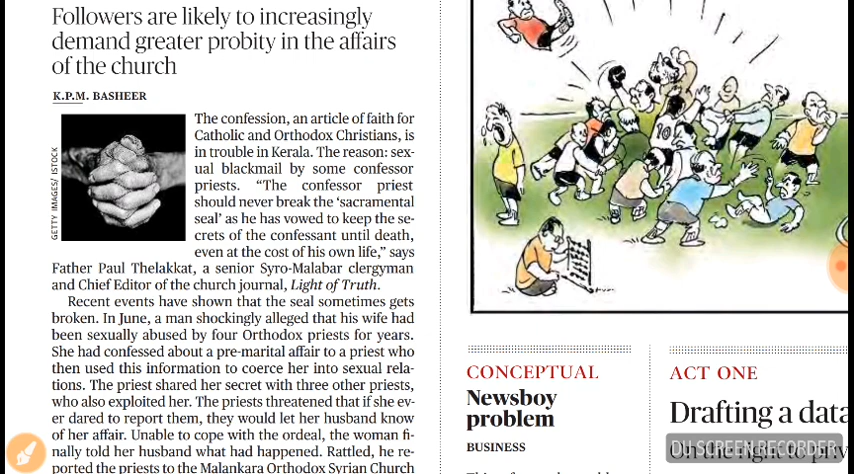 Followers are likely to increasingly
demand greater probity in the affairs
of the church
K.P.M. BASHEER
GETTY IMAGES/ ISTOCK
The confession, an article of faith for
Catholic and Orthodox Christians, is
in trouble in Kerala. The reason: sex-
ual blackmail by some confessor
priests. “The confessor priest
should never break the ‘sacramental
seal’ as he has vowed to keep the se-
crets of the confessant until death,
even at the cost of his own life,” says
Father Paul Thelakkat, a senior Syro-Malabar clergyman
and Chief Editor of the church journal, Light of Truth.
Recent events have shown that the seal sometimes gets
broken. In June, a man shockingly alleged that his wife had
been sexually abused by four Orthodox priests for years.
She had confessed about a pre-marital affair to a priest who
then used this information to coerce her into sexual rela-
tions. The priest shared her secret with three other priests,
who also exploited her. The priests threatened that if she ev-
er dared to report them, they would let her husband know
of her affair. Unable to cope with the ordeal, the woman fi-
nally told her husband what had happened. Rattled, he re-
ported the priests to the Malankara Orthodox Syrian Church
10
CONCEPTUAL
Newsboy
problem
BUSINESS
ACT ONE
Drafting a data
On the right to priv
DU SCREEN RECORDER